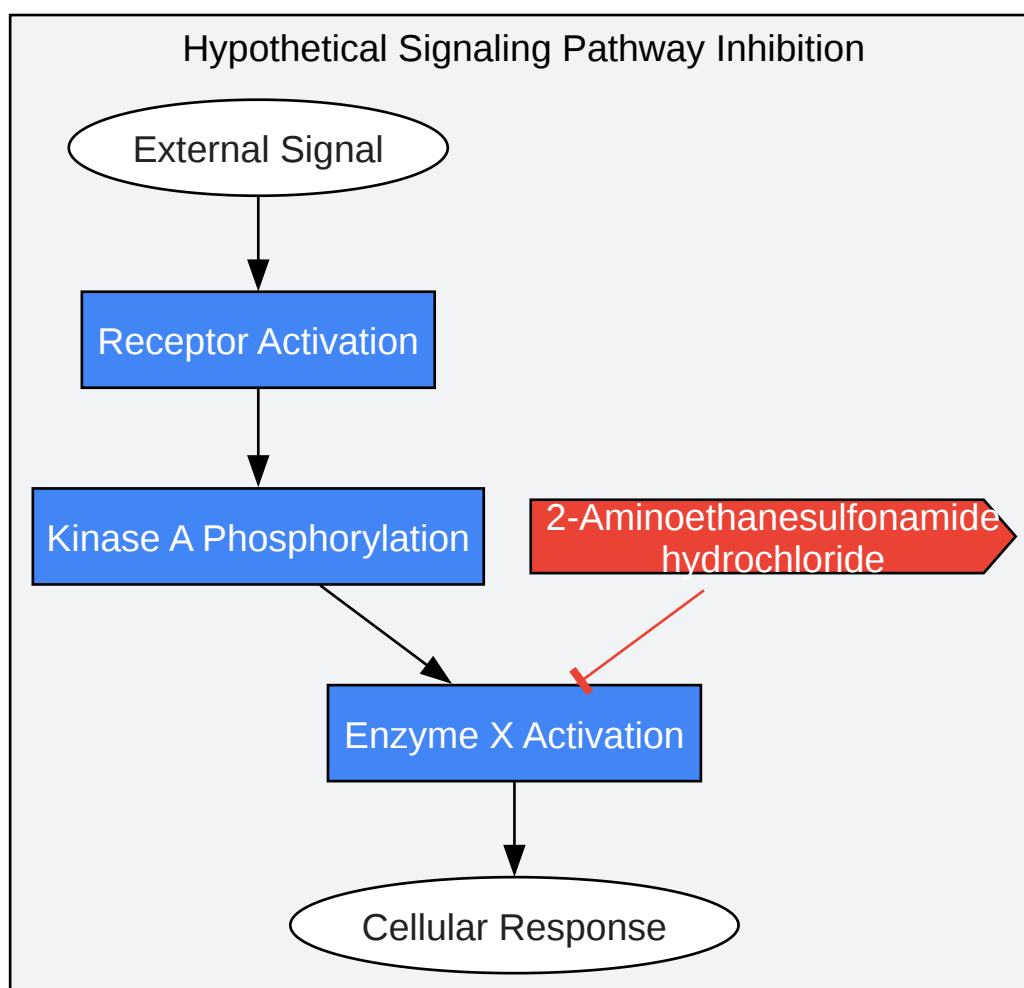 Hypothetical Signaling Pathway Inhibition
External Signal
Receptor Activation
Kinase A Phosphorylation
2-Aminoethanesulfonamide
hydrochloride
Enzyme X Activation
Cellular Response